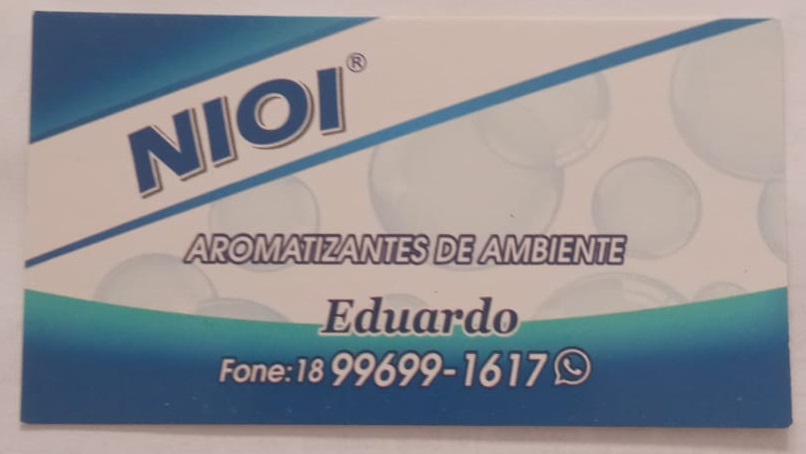 NIOI®
AROMATIZANTES DE AMBIENTE
Eduardo
Fone: 18 99699-1617